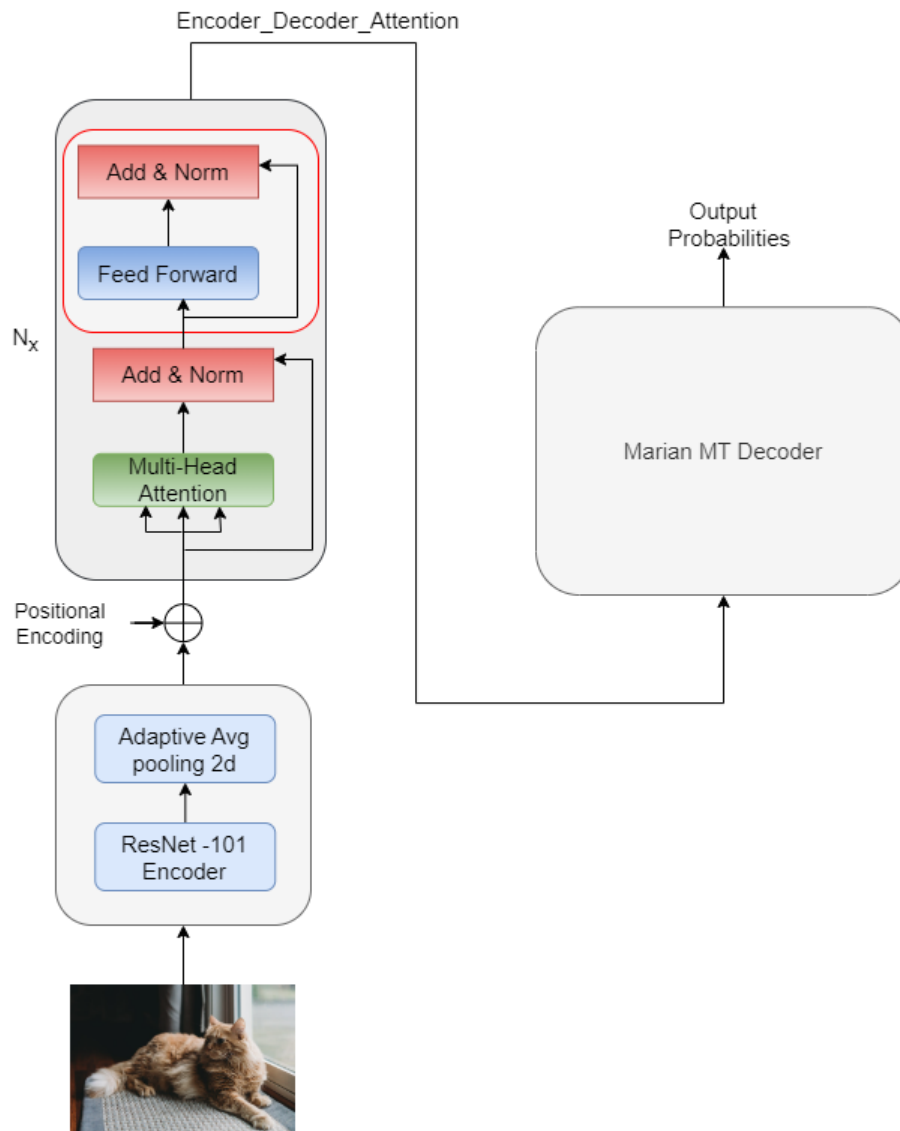 Encoder_Decoder_Attention
Add & Norm
Feed Forward
N_x
Add & Norm
Multi-Head
Attention
Positional
Encoding
Adaptive Avg
pooling 2d
ResNet -101
Encoder
Output
Probabilities
Marian MT Decoder